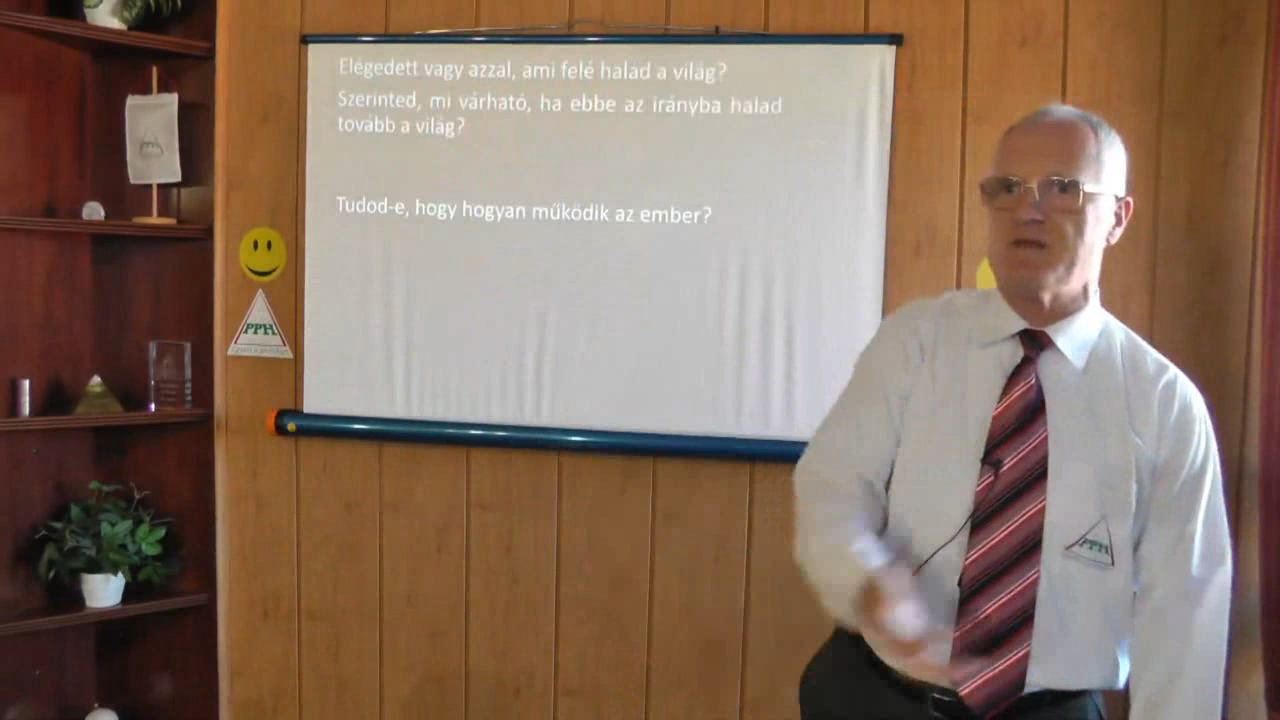 Elégedett vagy azzal, ami felé halad a világ?
Szerinted, mi várható, ha ebbe az irányba halad
tovább a világ?
Tudod-e, hogy hogyan működik az ember?
PPH
PPH
PPH